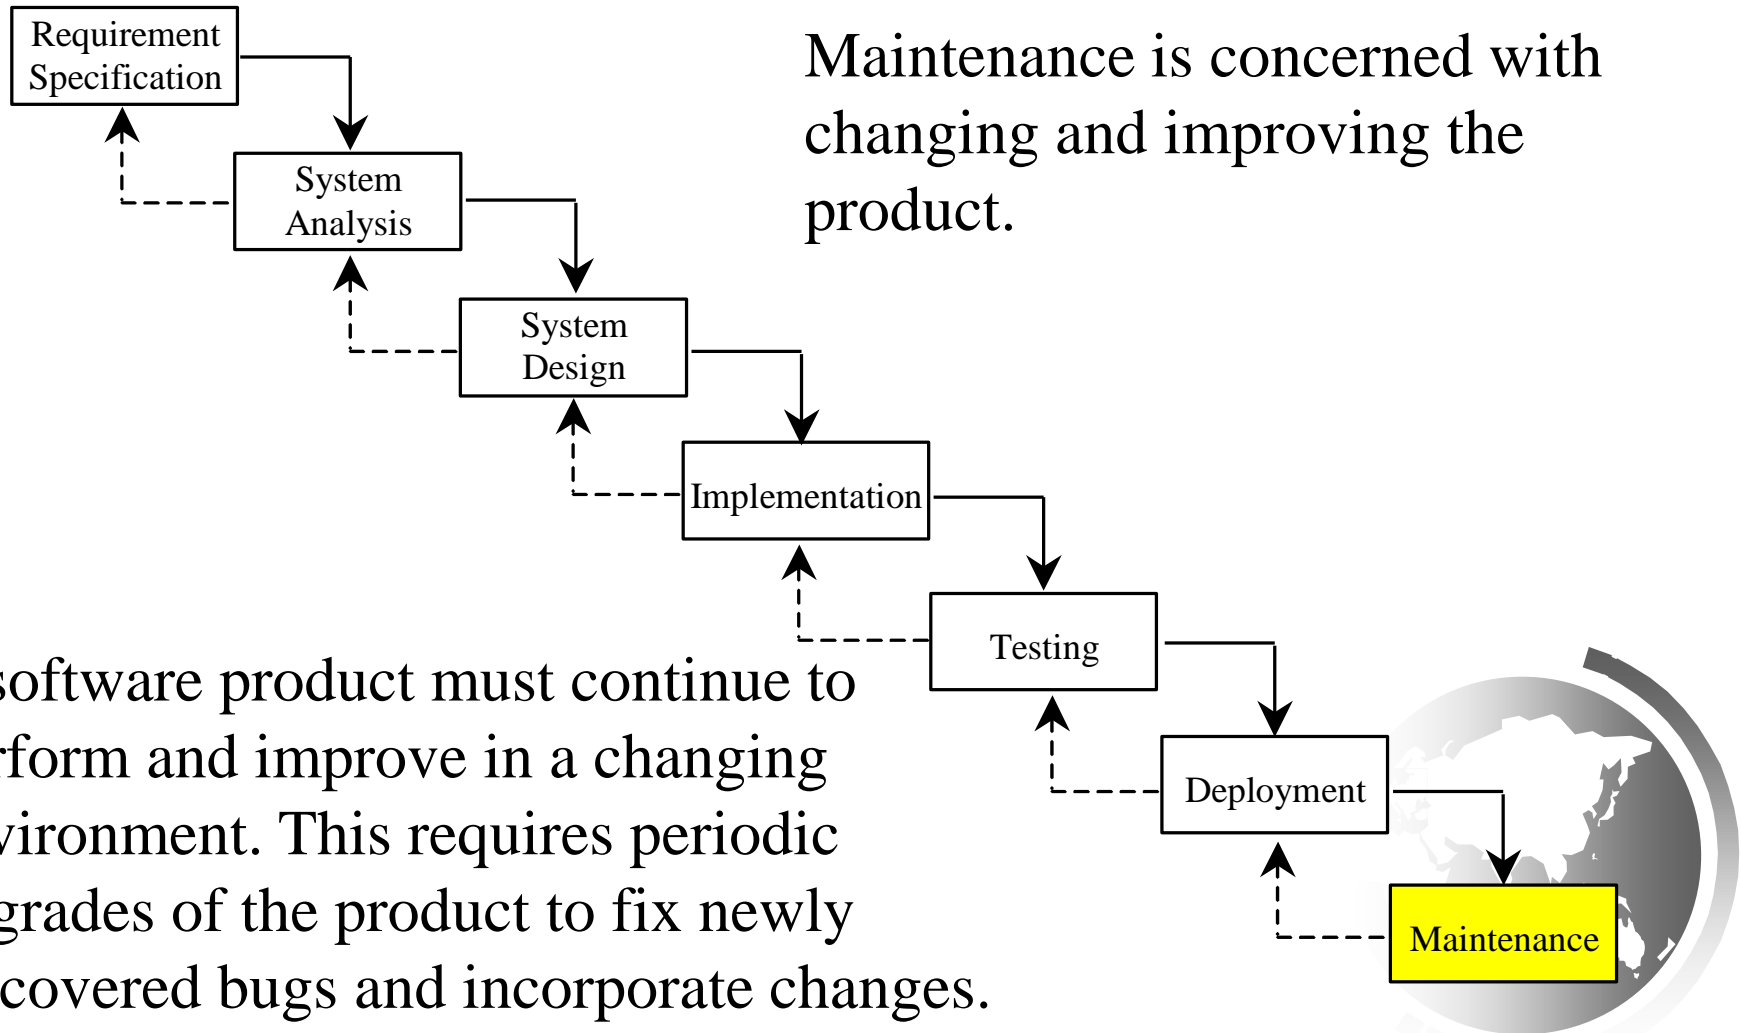 Requirement
Specification
Maintenance is concerned with
changing and improving the
product.
System
Analysis
System
Design
Implementation
Testing
software product must continue to
rform and improve in a changing
vironment. This requires periodic
grades of the product to fix newly
covered bugs and incorporate changes.
Deployment
Maintenance